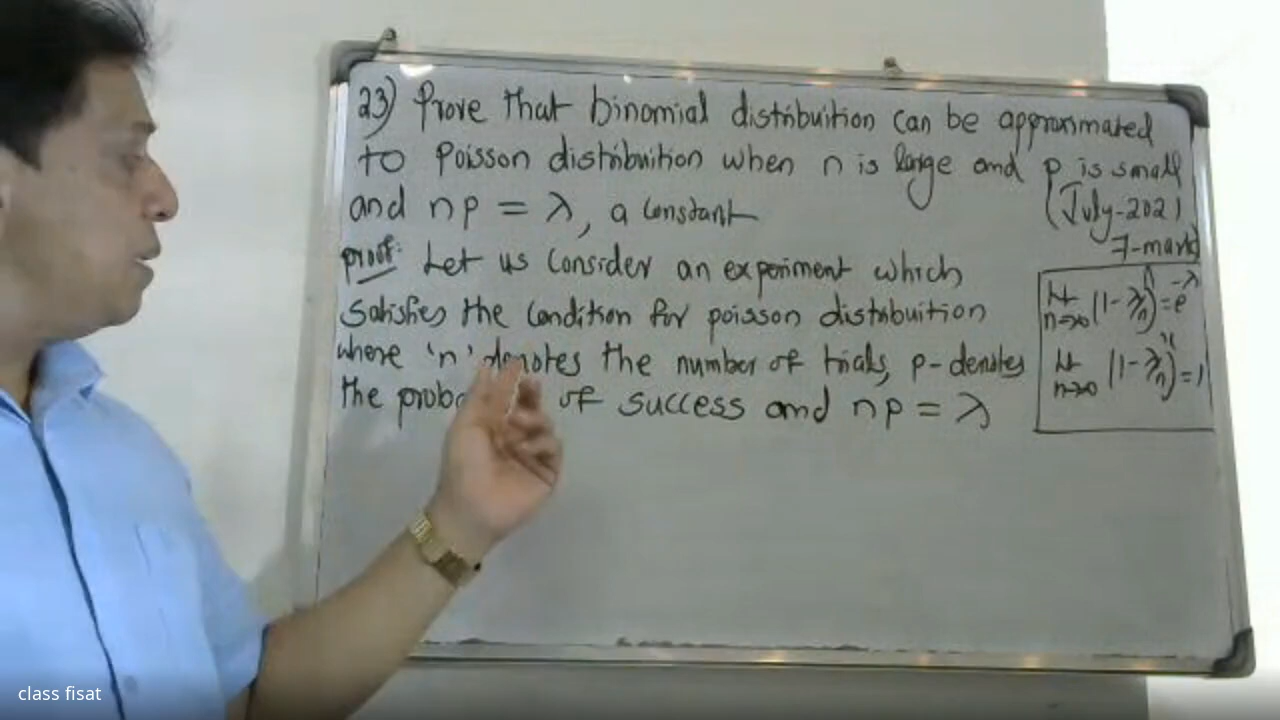 23) Prove that binomial distribuition can be approximated
to poisson distribuition when n is large and p is small
and np = λ, a constant
(July-2021
7-mark)
proof: Let us consider an experiment which
satisfies the condition for poisson distribuition
where 'n' denotes the number of trials, p-denotes
the prob of success and np = λ
Lt n→∞ (1-λ/n)^n = e^-λ
Lt n→∞ (1-λ/n)^x = 1
class fisat